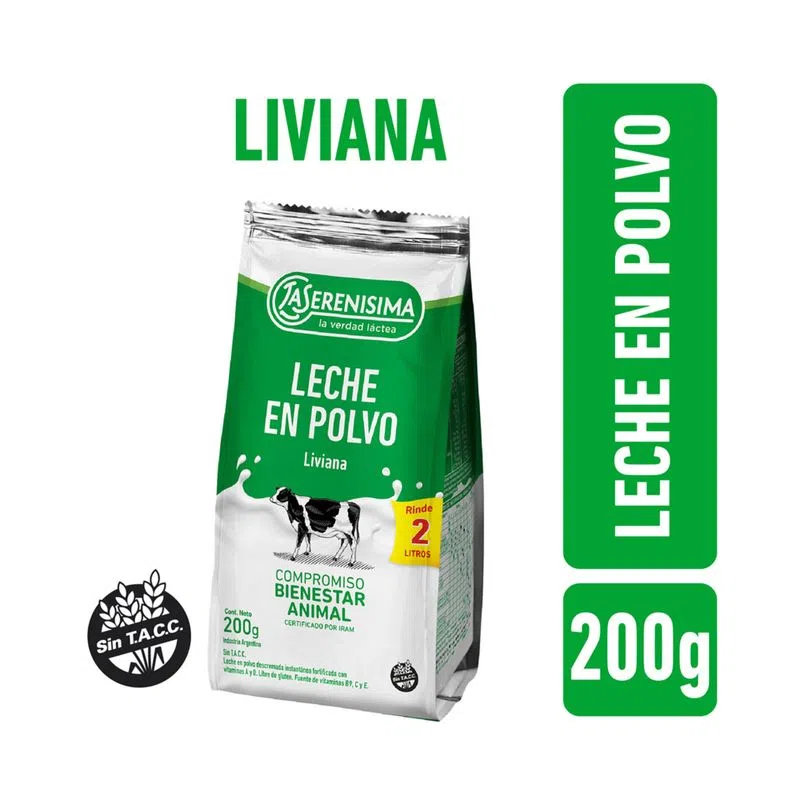 LIVIANA
LASERENISIMA
la verdad láctea
LECHE
EN POLVO
Liviana
Rinde
2
LITROS
COMPROMISO
BIENESTAR
ANIMAL
CERTIFICADO POR IRAM
Cont. Neto
200g
Industria Argentina
Sin T.A.C.C.
Leche en polvo descremada instantánea fortificada con
vitaminas A y D. Libre de gluten. Fuente de vitaminas B9, C y E.
Sin T.A.C.C.
Sin T.A.C.C.
LECHE EN POLVO
200g